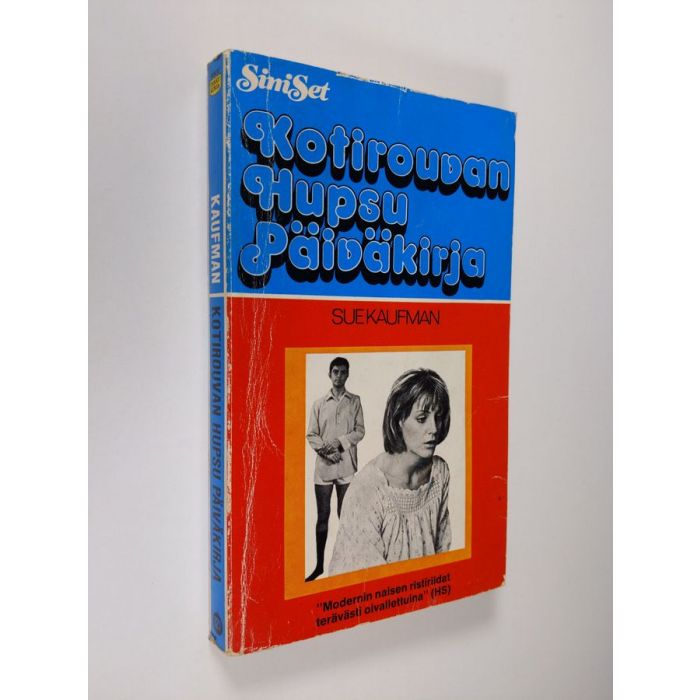 SiniSet
Kotirouvan
Hupsu
Päiväkirja
SUE KAUFMAN
"Modernin naisen ristiriidat
terävästi oivallettuina" (HS)
KAUFMAN KOTIROUVAN HUPSU PÄIVÄKIRJA